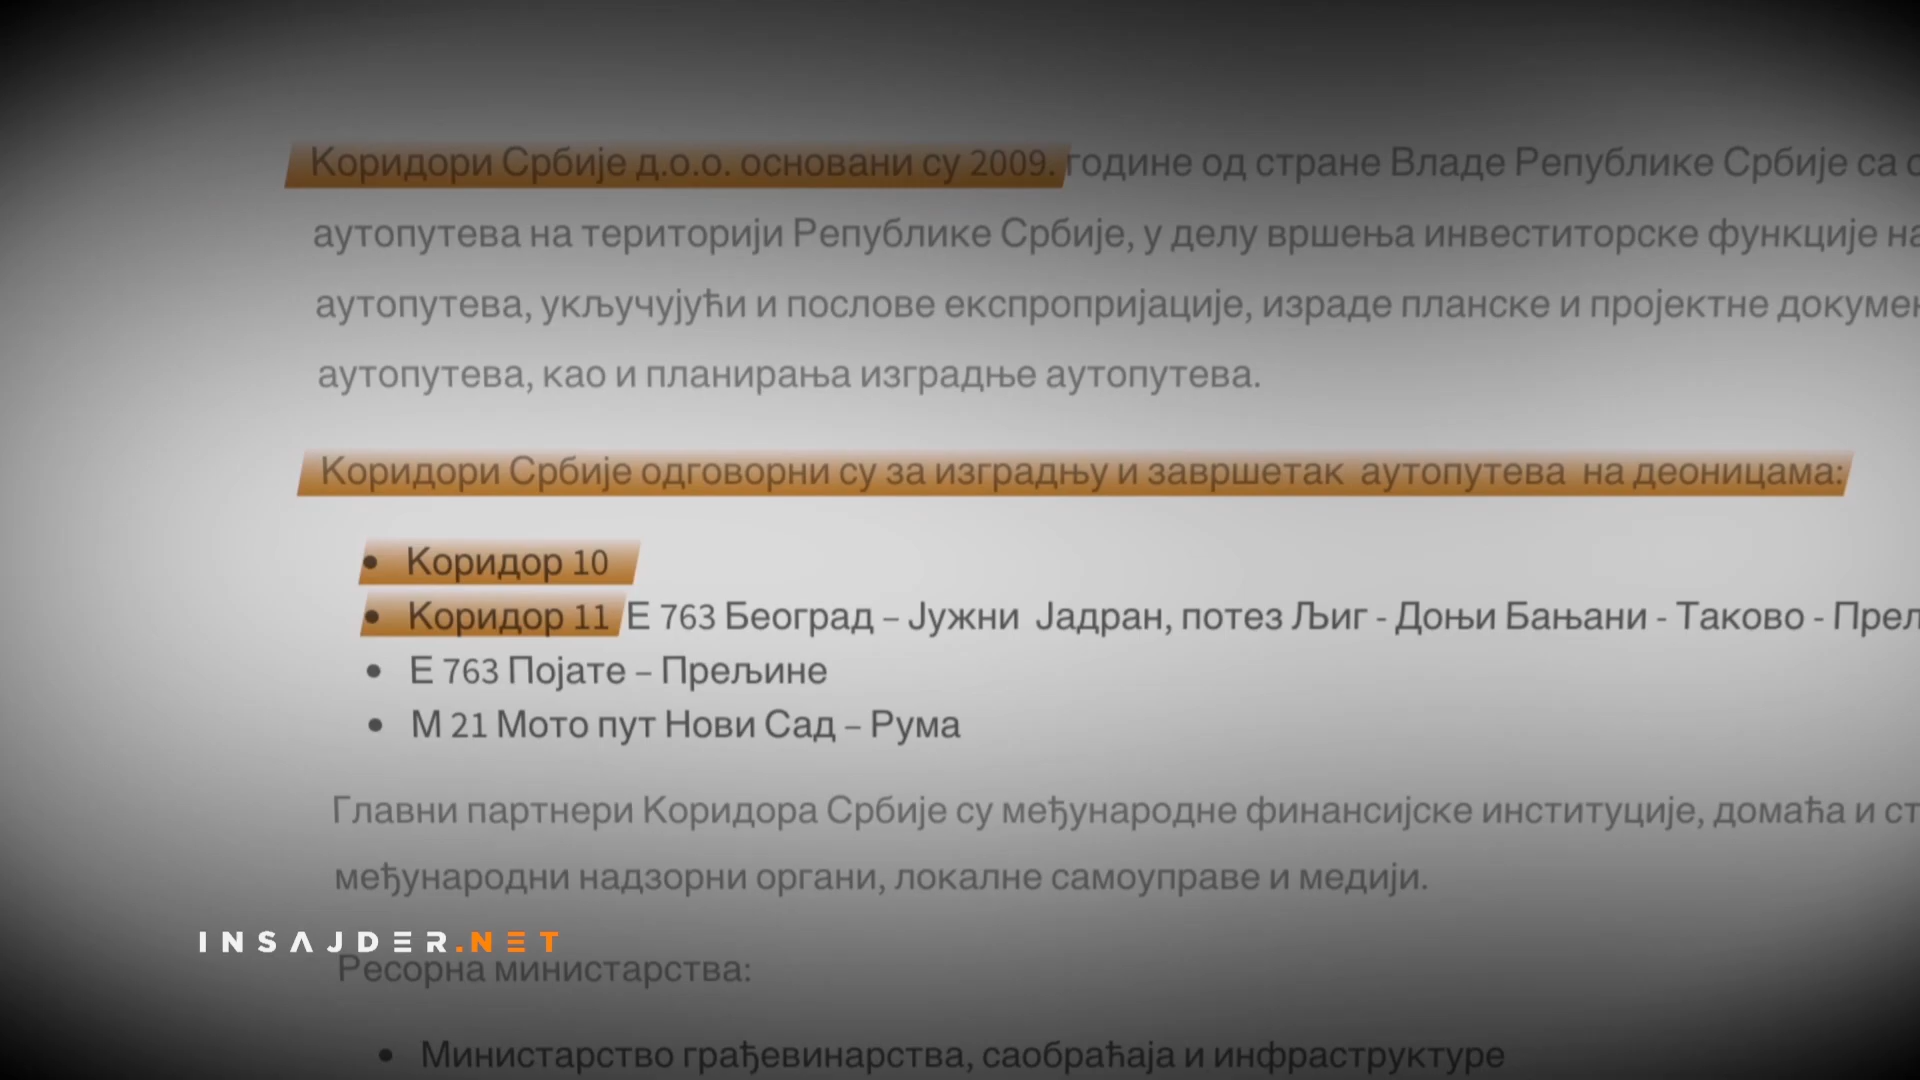 Коридори Србије д.о.о. основани су 2009. године од стране Владе Републике Србије са
аутопутева на територији Републике Србије, у делу вршења инвеститорске функције на
аутопутева, укључујући и послове експропријације, израде планске и пројектне
аутопутева, као и планирања изградње аутопутева.
Коридори Србије одговорни су за изградњу и завршетак аутопутева на деоницама:
• Коридор 10
• Коридор 11 Е 763 Београд – Јужни Јадран, потез Љиг - Доњи Бањани - Таково -
• Е 763 Појате – Прељине
• М 21 Мото пут Нови Сад – Рума
Главни партнери Коридора Србије су међународне финансијске институције, домаћа и
међународни надзорни органи, локалне самоуправе и медији.
INSAJDER.NET
Ресорна министарства:
• Министарство грађевинарства, саобраћаја и инфраструктуре